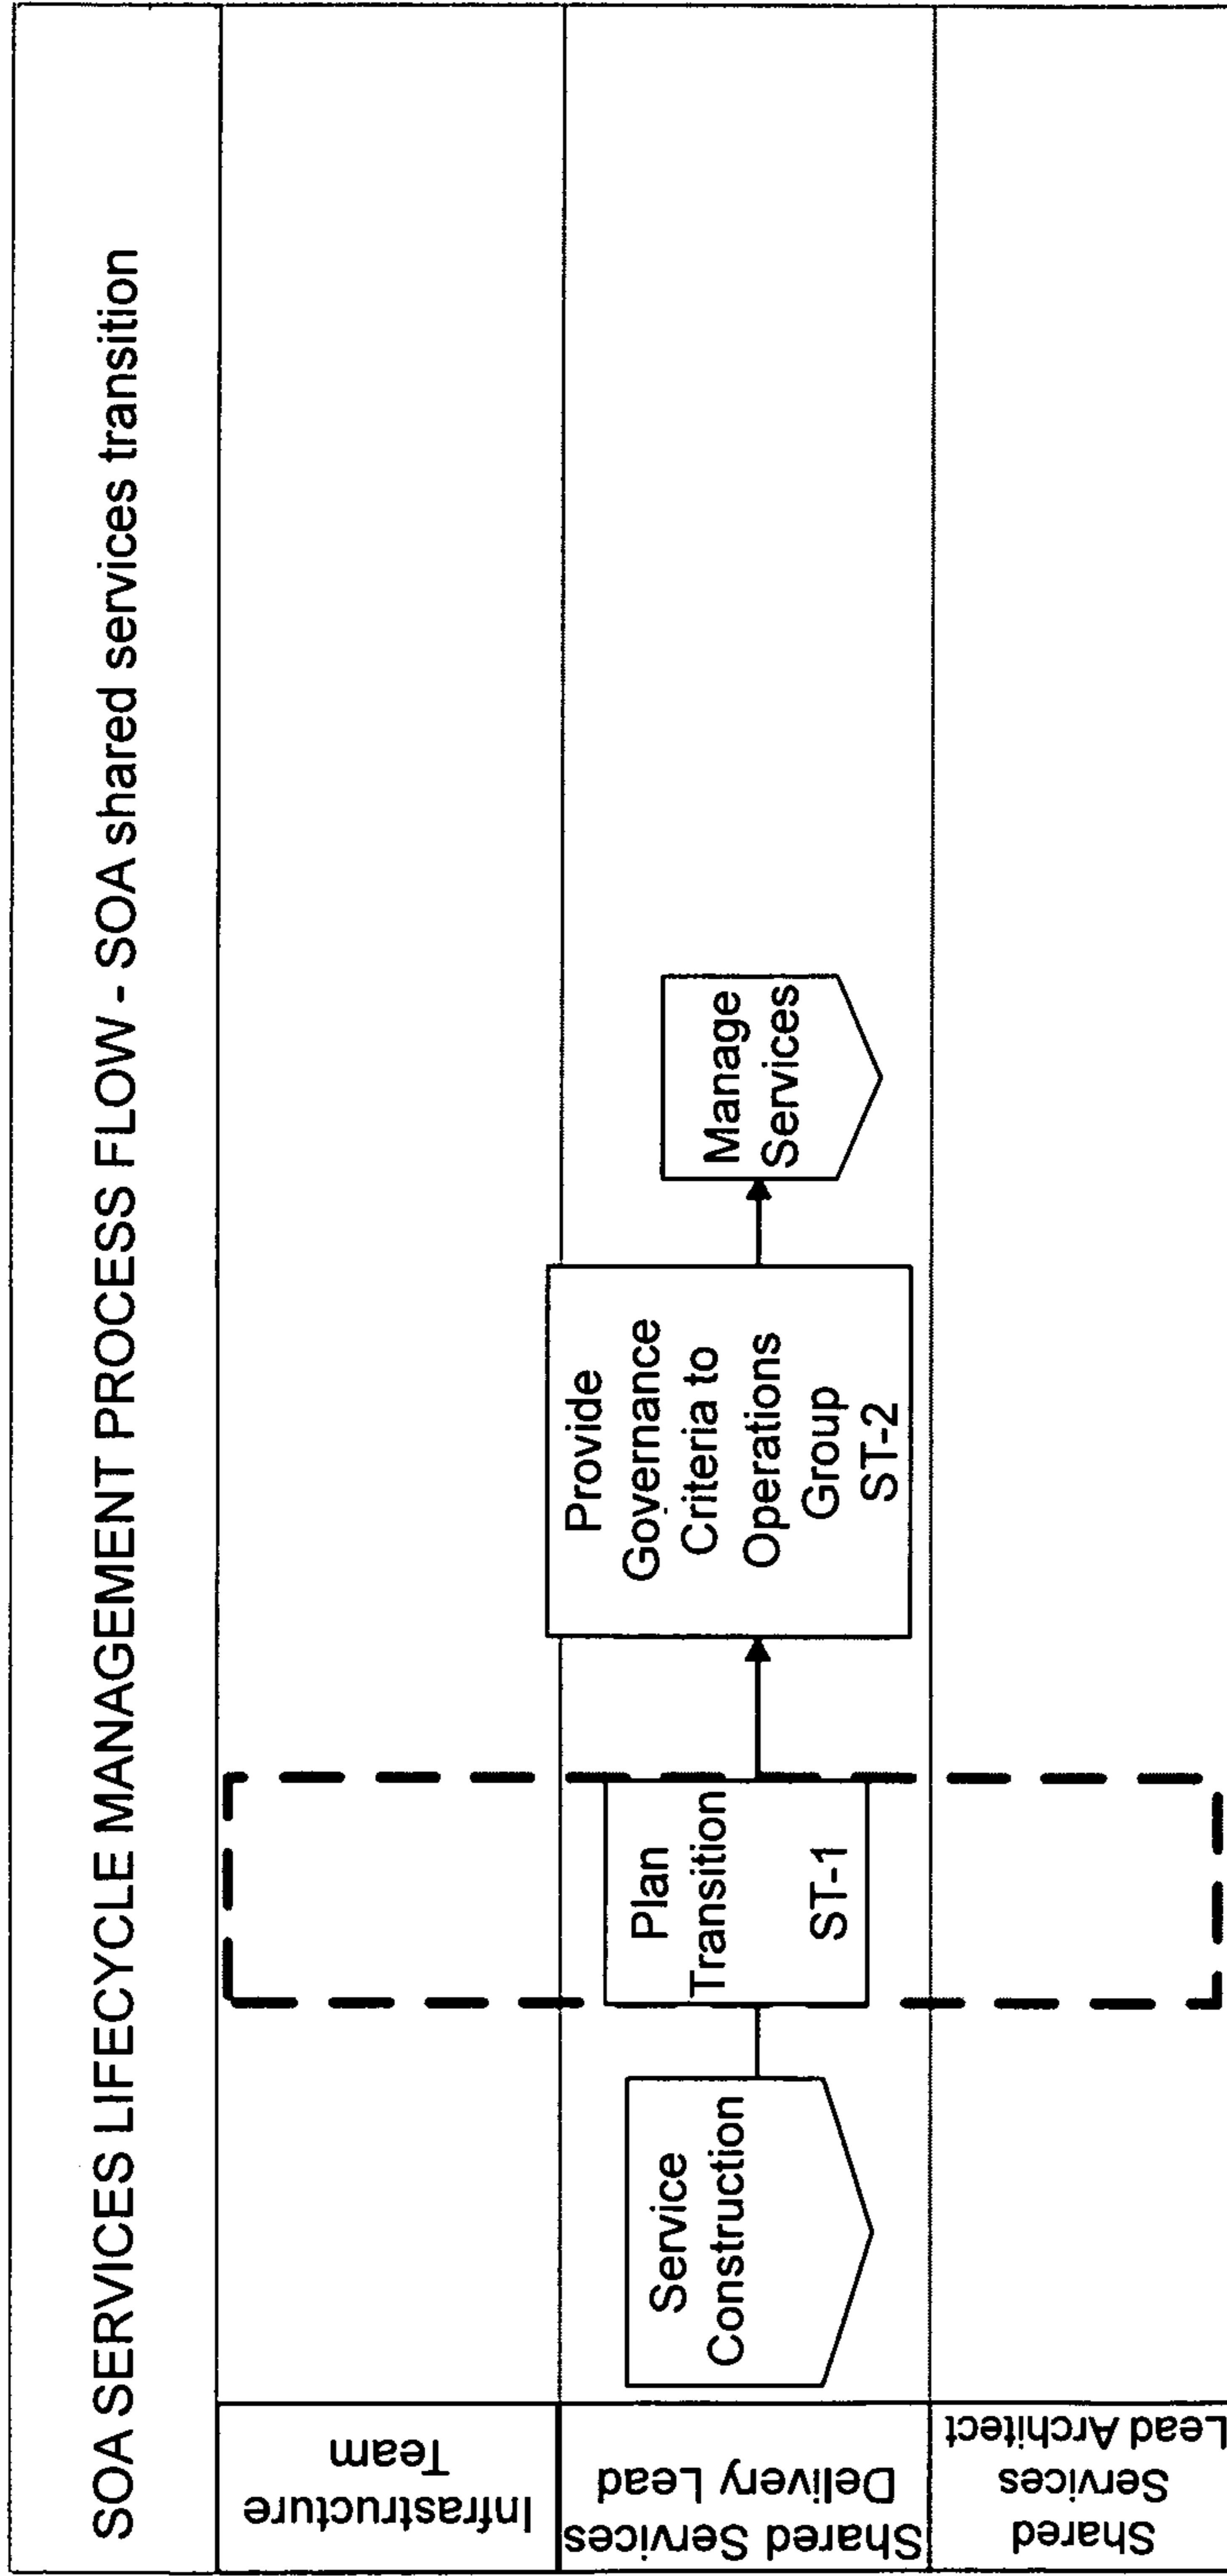 SOA SERVICES LIFECYCLE MANAGEMENT PROCESS FLOW - SOA shared services transition
Infrastructure
Team
Shared Services
Delivery Lead
Shared
Services
Lead Architect
Service
Construction
Plan
Transition
ST-1
Provide
Governance
Criteria to
Operations
Group
ST-2
Manage
Services